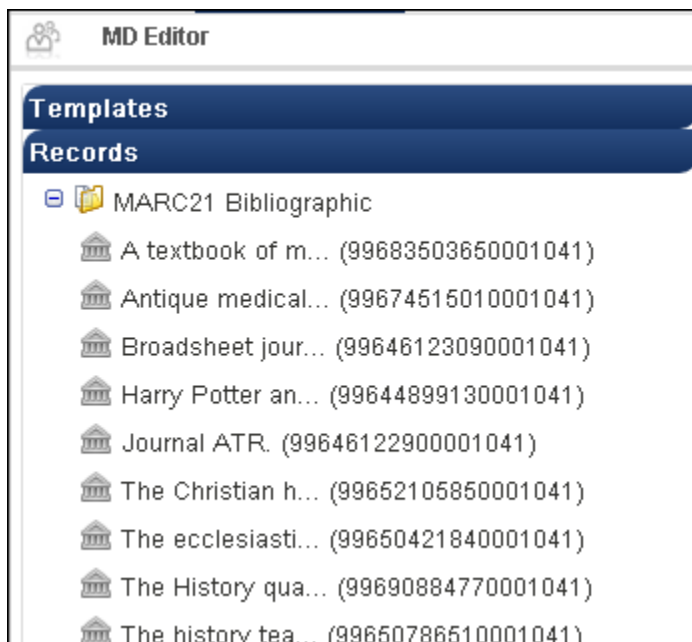 MD Editor
Templates
Records
MARC21 Bibliographic
A textbook of m... (99683503650001041)
Antique medical... (99674515010001041)
Broadsheet jour... (99646123090001041)
Harry Potter an... (99644899130001041)
Journal ATR. (99646122900001041)
The Christian h... (99652105850001041)
The ecclesiasti... (99650421840001041)
The History qua... (99690884770001041)
The history tea... (99650786510001041)